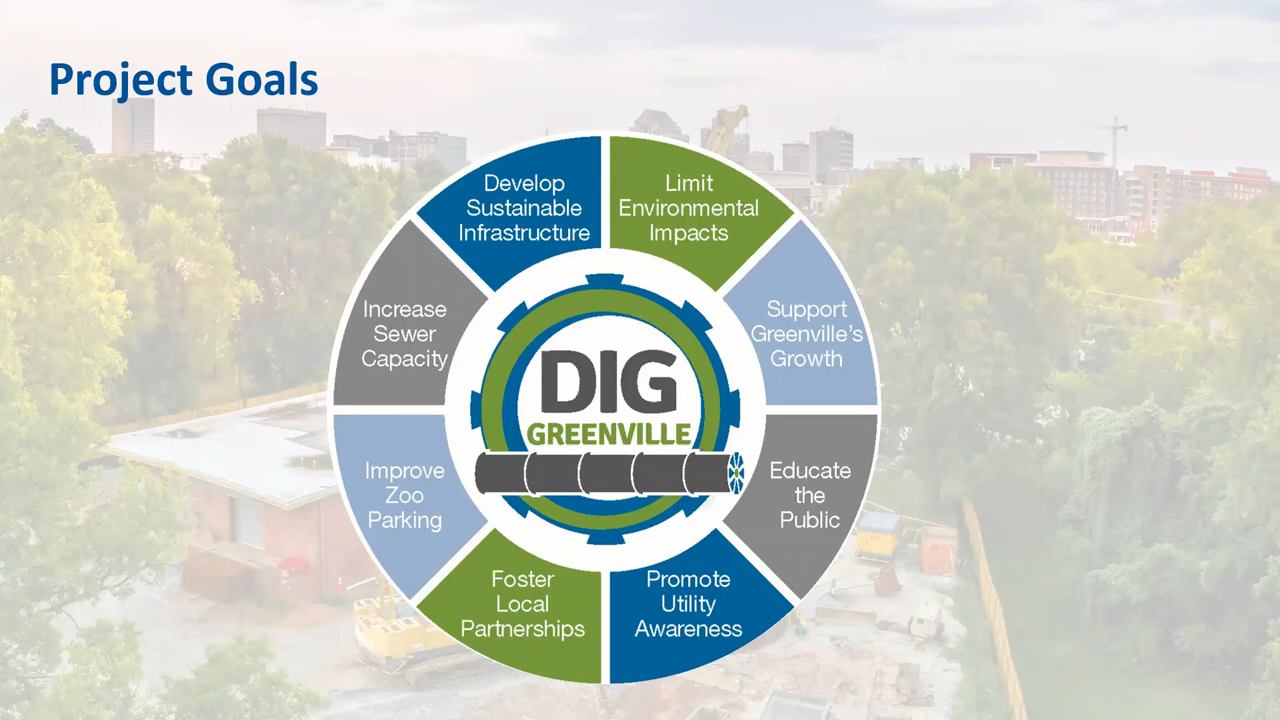 Project Goals
Develop
Sustainable
Infrastructure
Limit
Environmental
Impacts
Support
Greenville's
Growth
Educate
the
Public
Promote
Utility
Awareness
Foster
Local
Partnerships
Improve
Zoo
Parking
Increase
Sewer
Capacity
DIG
GREENVILLE